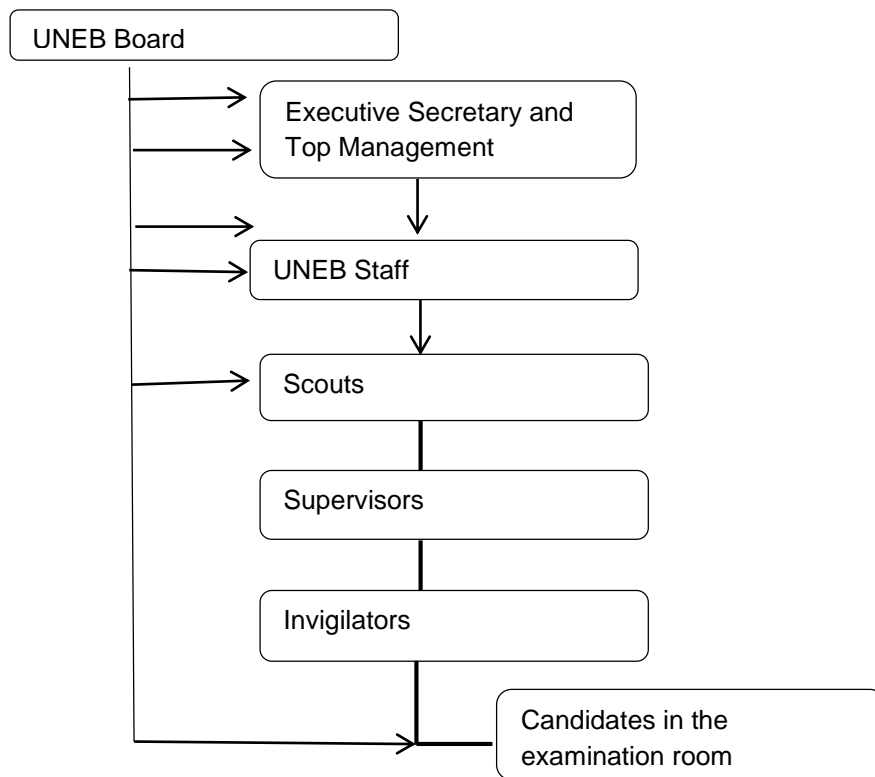 UNEB Board
Executive Secretary and
Top Management
UNEB Staff
Scouts
Supervisors
Invigilators
Candidates in the
examination room